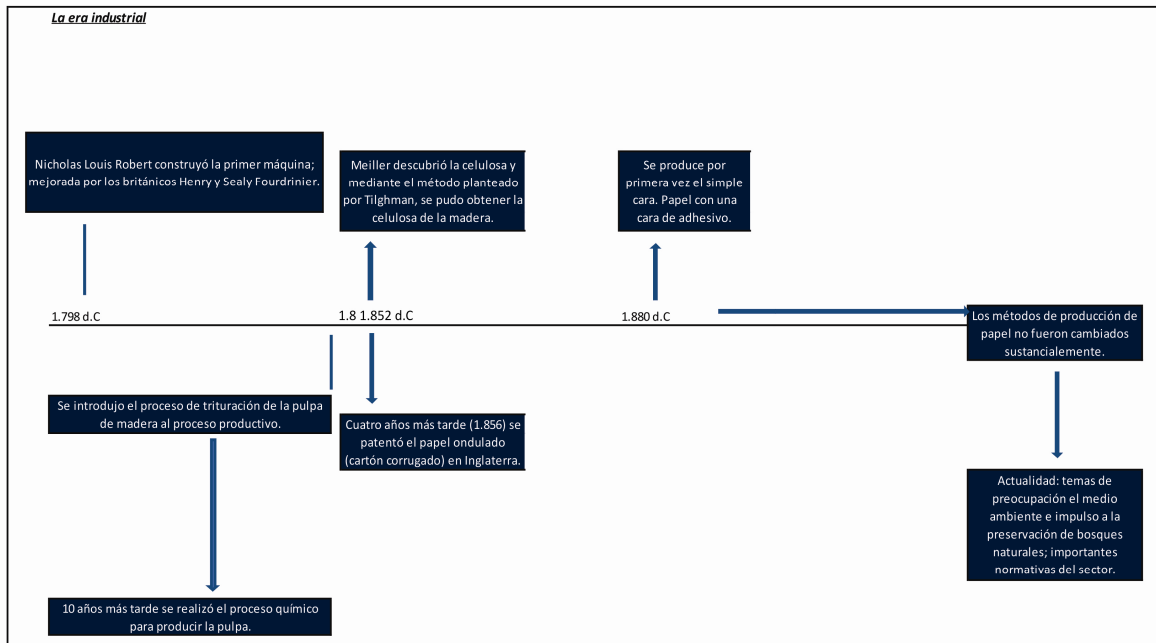 La era industrial
Nicholas Louis Robert construyó la primer máquina;
mejorada por los británicos Henry y Sealy Fourdrinier.
Meiller descubrió la celulosa y
mediante el método planteado
por Tilghman, se pudo obtener la
celulosa de la madera.
Se produce por
primera vez el simple
cara. Papel con una
cara de adhesivo.
1.798 d.C
1.8 1.852 d.C
1.880 d.C
Los métodos de producción de
papel no fueron cambiados
sustancialemente.
Se introdujo el proceso de trituración de la pulpa
de madera al proceso productivo.
Cuatro años más tarde (1.856) se
patentó el papel ondulado
(cartón corrugado) en Inglaterra.
Actualidad: temas de
preocupación el medio
ambiente e impulso a la
preservación de bosques
naturales; importantes
normativas del sector.
10 años más tarde se realizó el proceso químico
para producir la pulpa.